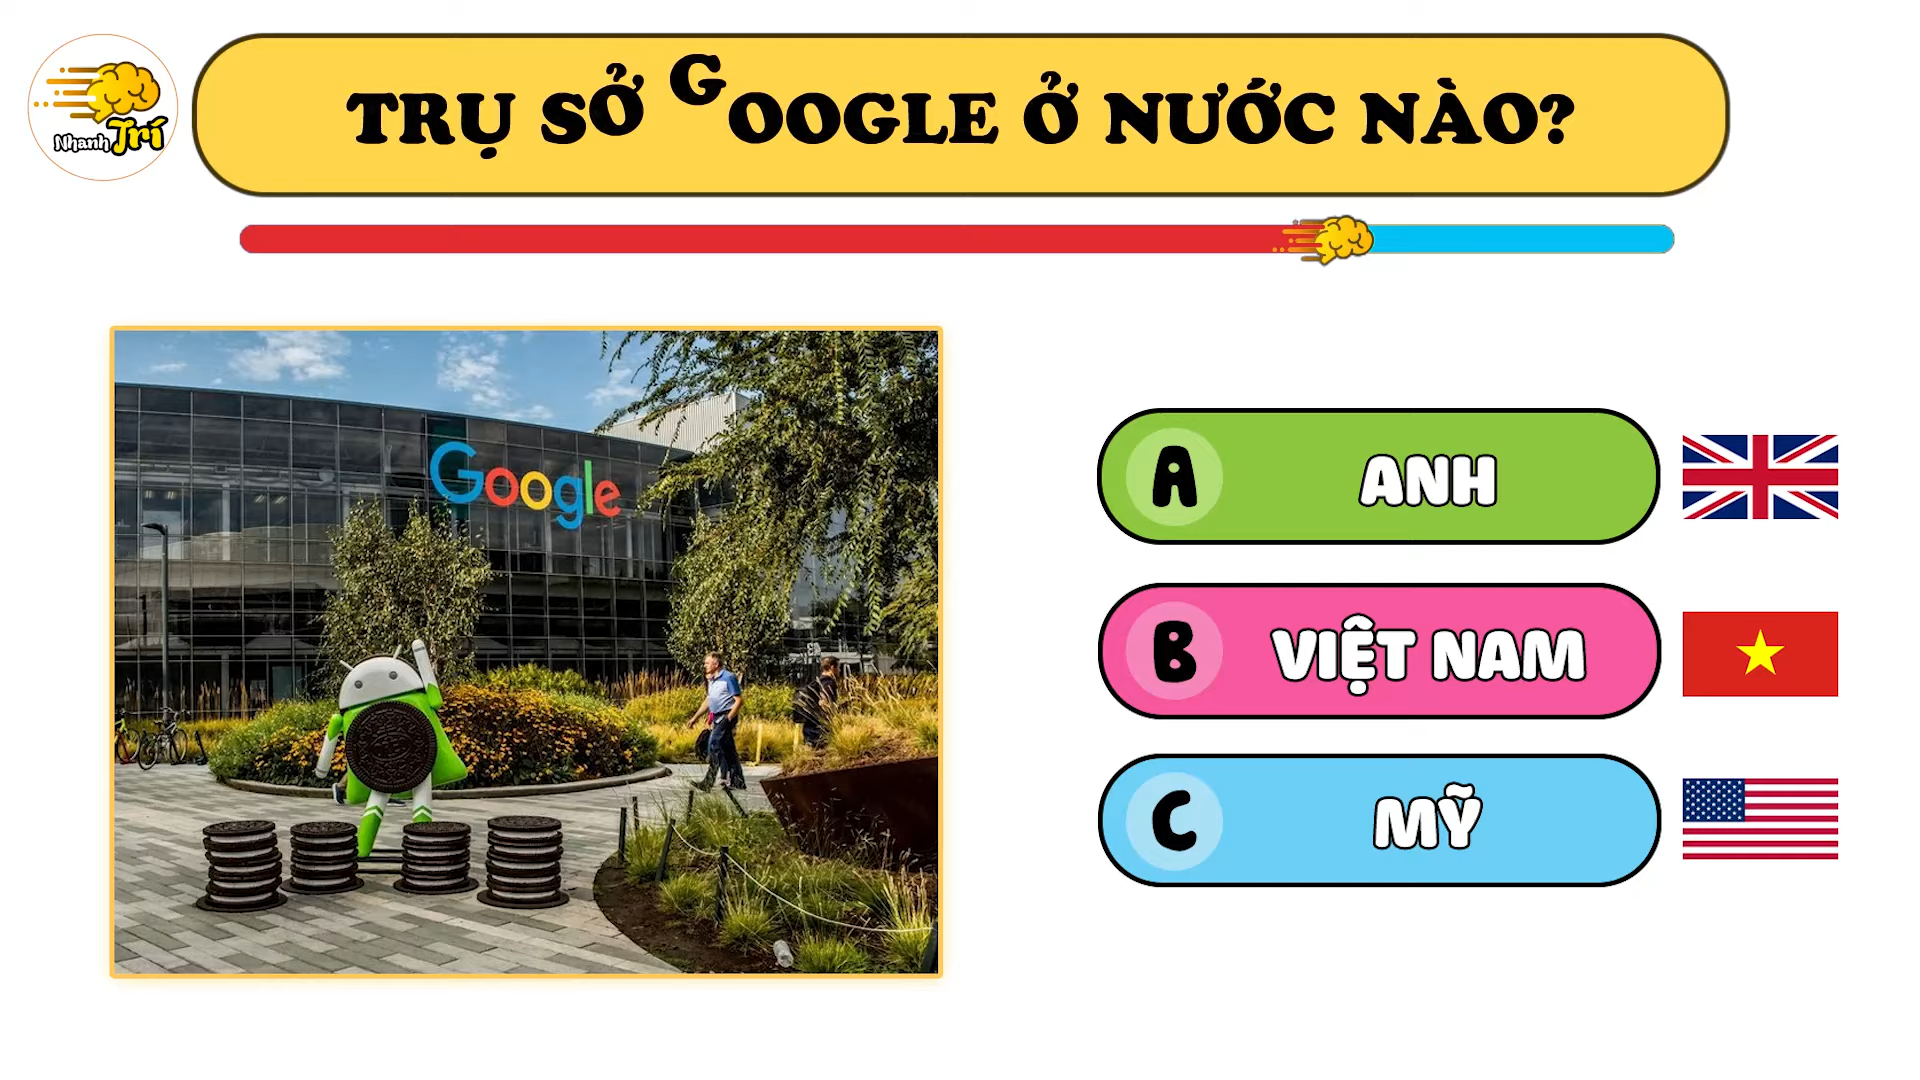 Nhanh Trí
TRỤ SỞ GOOGLE Ở NƯỚC NÀO?
Google
A ANH
B VIỆT NAM
C MỸ